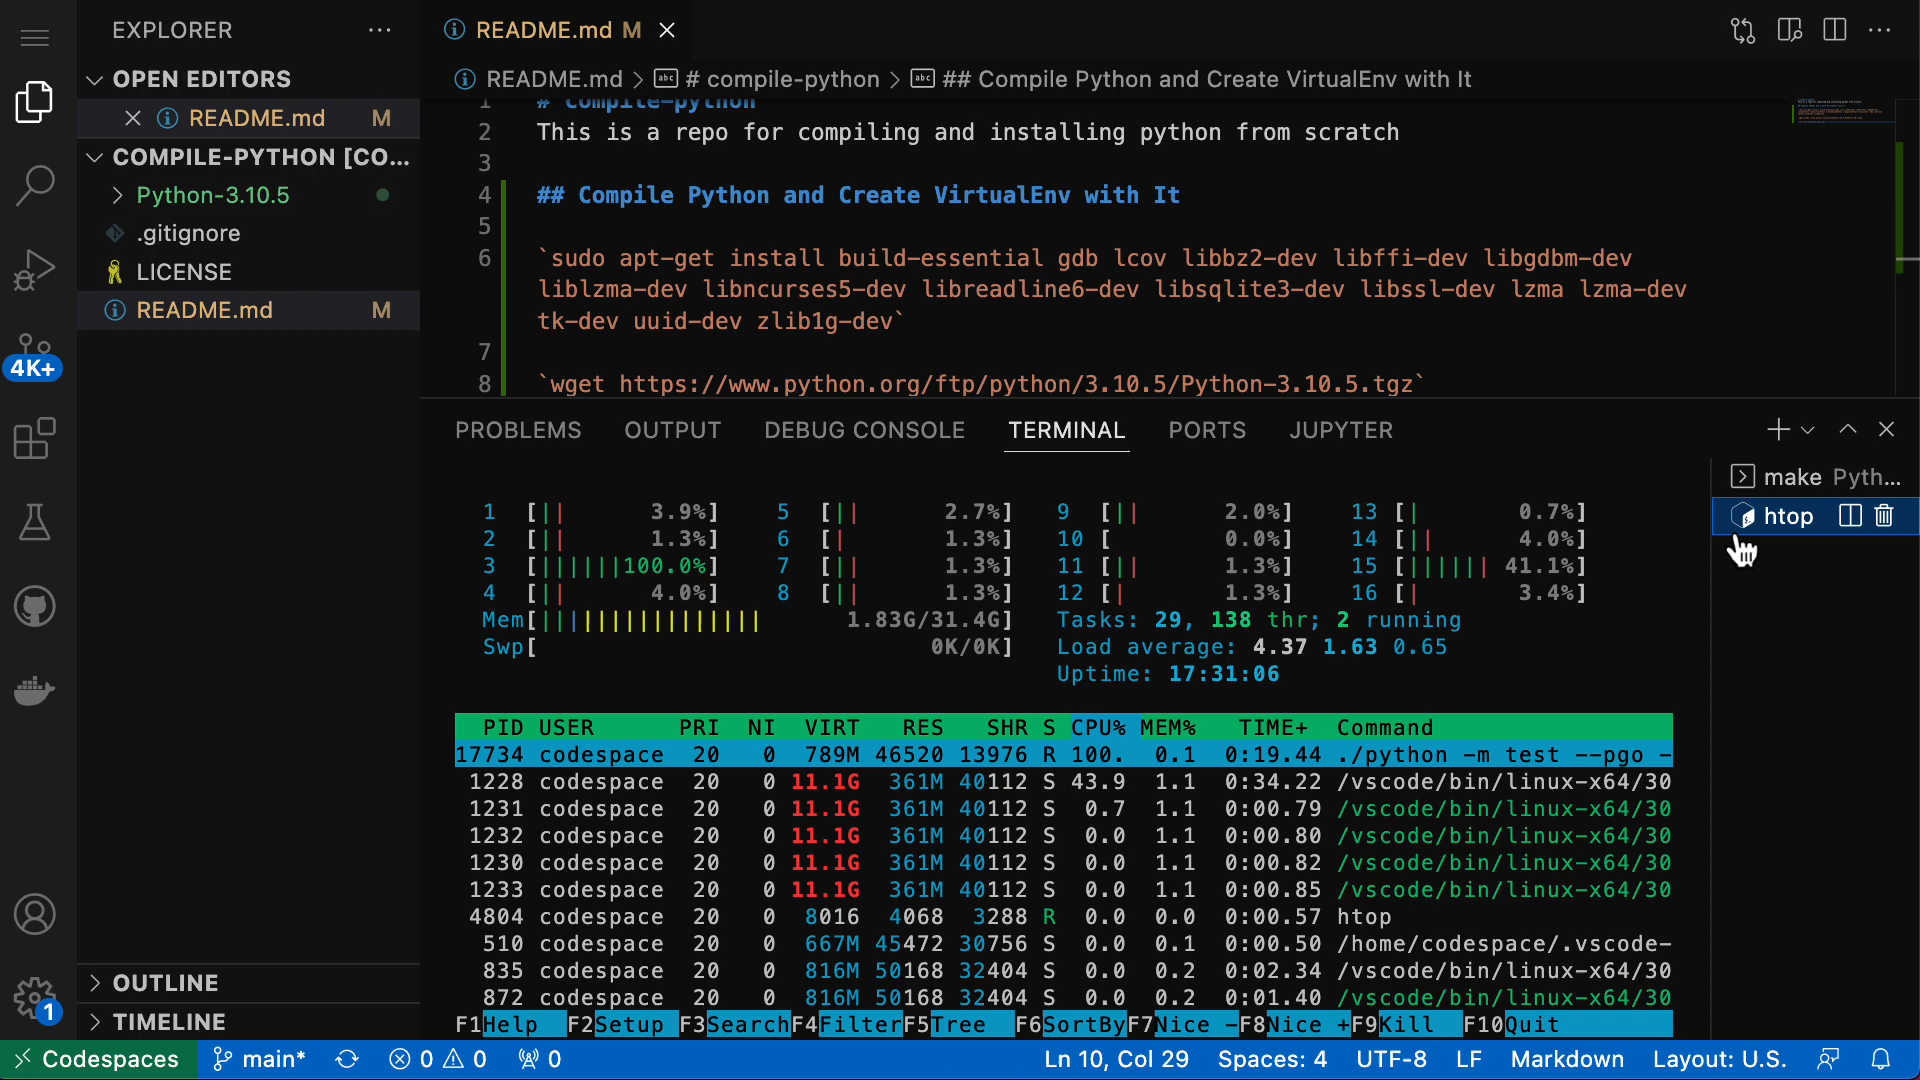 EXPLORER
README.md M
OPEN EDITORS
README.md M
COMPILE-PYTHON [CO...
Python-3.10.5
.gitignore
LICENSE
README.md M
4K+
1
OUTLINE
TIMELINE
README.md > # compile-python > ## Compile Python and Create VirtualEnv with It
1 # compile-python
2 This is a repo for compiling and installing python from scratch
3
4 ## Compile Python and Create VirtualEnv with It
5
6 `sudo apt-get install build-essential gdb lcov libbz2-dev libffi-dev libgdbm-dev
liblzma-dev libncurses5-dev libreadline6-dev libsqlite3-dev libssl-dev lzma lzma-dev
tk-dev uuid-dev zlib1g-dev`
7
8 `wget https://www.python.org/ftp/python/3.10.5/Python-3.10.5.tgz`
PROBLEMS OUTPUT DEBUG CONSOLE TERMINAL PORTS JUPYTER
make Pyth...
htop
1 [|| 3.9%] 5 [|| 2.7%] 9 [|| 2.0%] 13 [| 0.7%]
2 [|| 1.3%] 6 [| 1.3%] 10 [ 0.0%] 14 [|| 4.0%]
3 [||||||100.0%] 7 [|| 1.3%] 11 [|| 1.3%] 15 [|||||| 41.1%]
4 [|| 4.0%] 8 [|| 1.3%] 12 [| 1.3%] 16 [| 3.4%]
Mem[|||||||||||||||| 1.83G/31.4G] Tasks: 29, 138 thr; 2 running
Swp[ 0K/0K] Load average: 4.37 1.63 0.65
Uptime: 17:31:06
PID USER PRI NI VIRT RES SHR S CPU% MEM% TIME+ Command
17734 codespace 20 0 789M 46520 13976 R 100. 0.1 0:19.44 ./python -m test --pgo -
1228 codespace 20 0 11.1G 361M 40112 S 43.9 1.1 0:34.22 /vscode/bin/linux-x64/30
1231 codespace 20 0 11.1G 361M 40112 S 0.7 1.1 0:00.79 /vscode/bin/linux-x64/30
1232 codespace 20 0 11.1G 361M 40112 S 0.0 1.1 0:00.80 /vscode/bin/linux-x64/30
1230 codespace 20 0 11.1G 361M 40112 S 0.0 1.1 0:00.82 /vscode/bin/linux-x64/30
1233 codespace 20 0 11.1G 361M 40112 S 0.0 1.1 0:00.85 /vscode/bin/linux-x64/30
4804 codespace 20 0 8016 4068 3288 R 0.0 0.0 0:00.57 htop
510 codespace 20 0 667M 45472 30756 S 0.0 0.1 0:00.50 /home/codespace/.vscode-
835 codespace 20 0 816M 50168 32404 S 0.0 0.2 0:02.34 /vscode/bin/linux-x64/30
872 codespace 20 0 816M 50168 32404 S 0.0 0.2 0:01.40 /vscode/bin/linux-x64/30
F1Help F2Setup F3SearchF4FilterF5Tree F6SortByF7Nice -F8Nice +F9Kill F10Quit
Codespaces main* 0 0 0 Ln 10, Col 29 Spaces: 4 UTF-8 LF Markdown Layout: U.S.